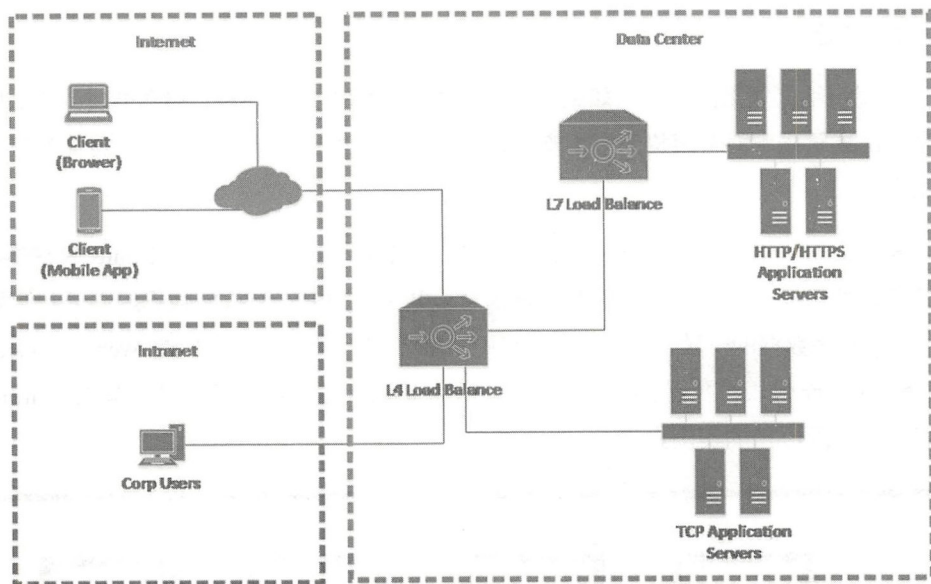 Internet
Client
(Brower)
Client
(Mobile App)
Intranet
Corp Users
Data Center
L7 Load Balance
HTTP/HTTPS
Application
Servers
L4 Load Balance
TCP Application
Servers